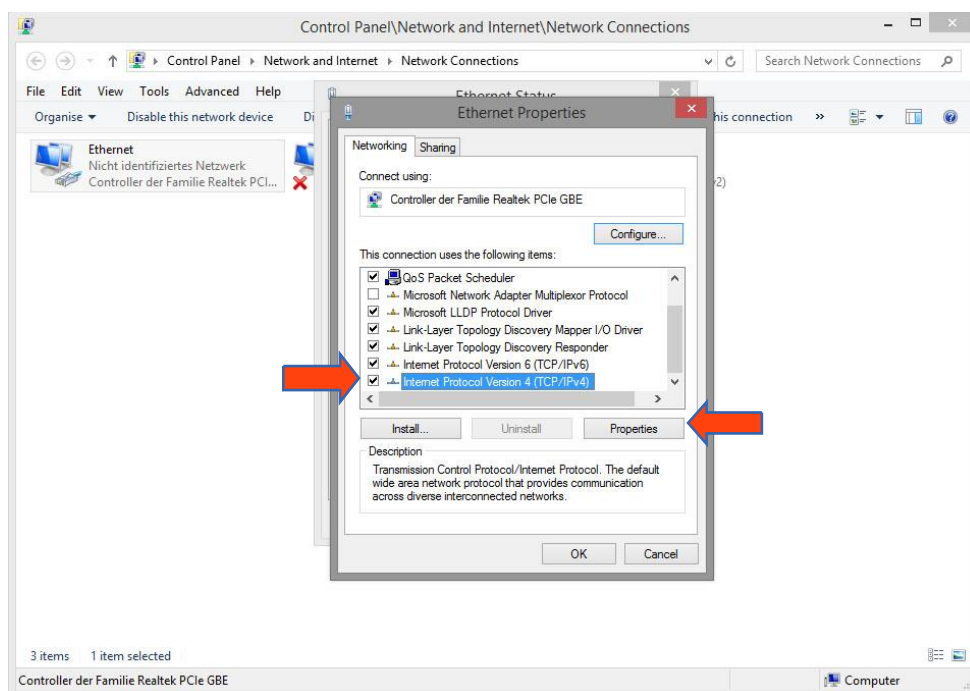 Control Panel\Network and Internet\Network Connections
Control Panel Network and Internet Network Connections
Search Network Connections
File Edit View Tools Advanced Help
Ethernet Status
Organise Disable this network device Di
his connection »
Ethernet Properties
Ethernet
Nicht identifiziertes Netzwerk
Controller der Familie Realtek PCI...
v2)
Networking Sharing
Connect using:
Controller der Familie Realtek PCIe GBE
Configure...
This connection uses the following items:
QoS Packet Scheduler
Microsoft Network Adapter Multiplexor Protocol
Microsoft LLDP Protocol Driver
Link-Layer Topology Discovery Mapper I/O Driver
Link-Layer Topology Discovery Responder
Internet Protocol Version 6 (TCP/IPv6)
Internet Protocol Version 4 (TCP/IPv4)
Install... Uninstall Properties
Description
Transmission Control Protocol/Internet Protocol. The default
wide area network protocol that provides communication
across diverse interconnected networks.
OK Cancel
3 items 1 item selected
Controller der Familie Realtek PCIe GBE
Computer